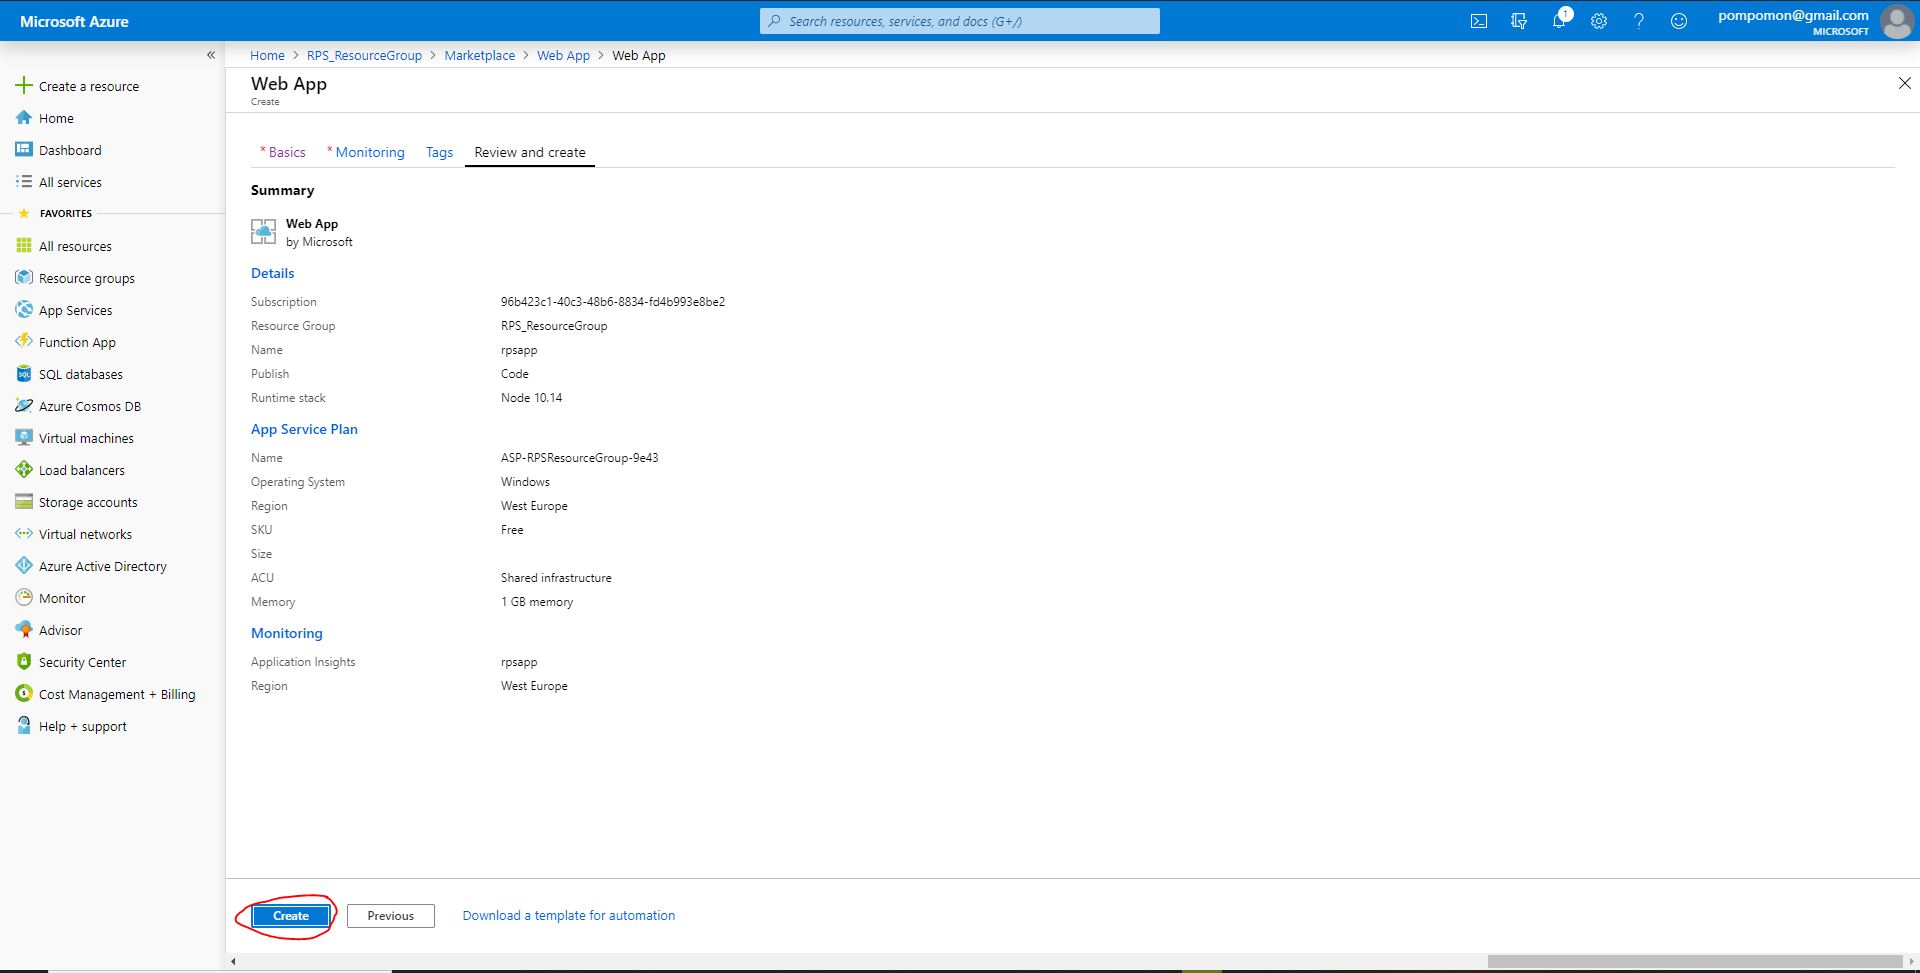 Microsoft Azure
Search resources, services, and docs (G+/)
1
pompomon@gmail.com
MICROSOFT
«
Create a resource
Home
Dashboard
All services
FAVORITES
All resources
Resource groups
App Services
Function App
SQL databases
Azure Cosmos DB
Virtual machines
Load balancers
Storage accounts
Virtual networks
Azure Active Directory
Monitor
Advisor
Security Center
Cost Management + Billing
Help + support
Home > RPS_ResourceGroup > Marketplace > Web App > Web App
Web App
Create
* Basics * Monitoring Tags Review and create
Summary
Web App
by Microsoft
Details
Subscription 96b423c1-40c3-48b6-8834-fd4b993e8be2
Resource Group RPS_ResourceGroup
Name rpsapp
Publish Code
Runtime stack Node 10.14
App Service Plan
Name ASP-RPSResourceGroup-9e43
Operating System Windows
Region West Europe
SKU Free
Size
ACU Shared infrastructure
Memory 1 GB memory
Monitoring
Application Insights rpsapp
Region West Europe
Create Previous Download a template for automation